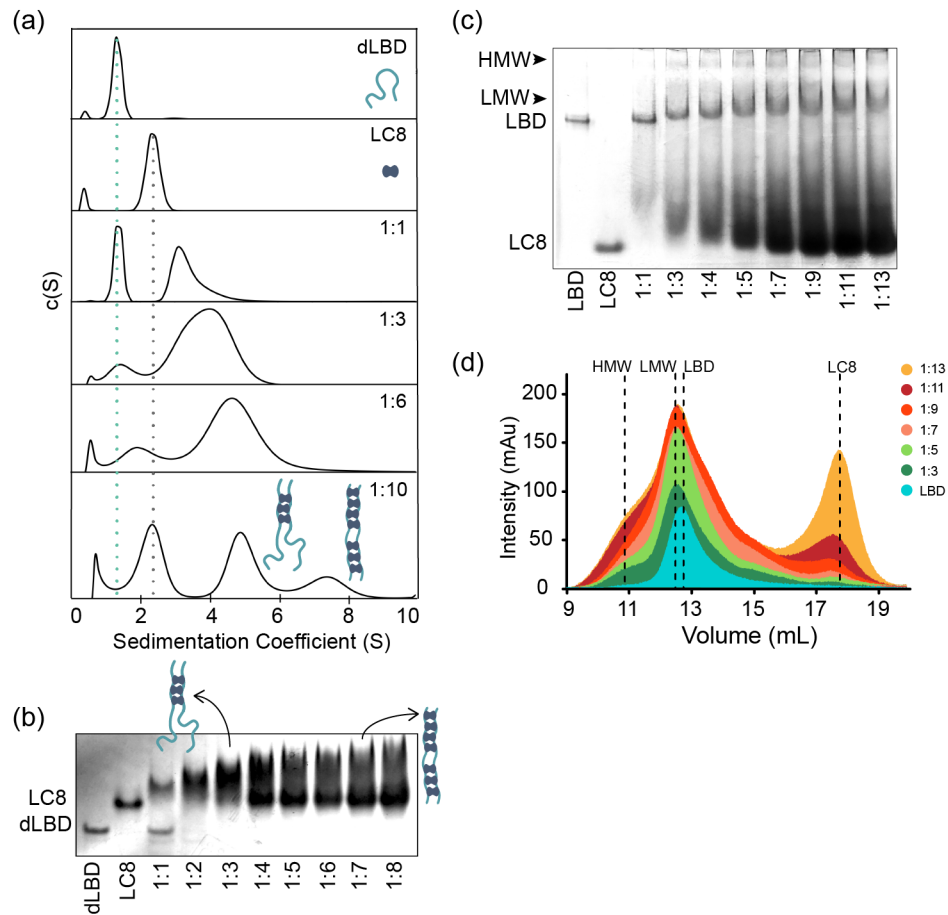 (a)
dLBD
LC8
1:1
1:3
1:6
1:10
c(S)
0 2 4 6 8 10
Sedimentation Coefficient (S)
(b)
LC8
dLBD
dLBD LC8 1:1 1:2 1:3 1:4 1:5 1:6 1:7 1:8
(c)
HMW
LMW
LBD
LC8
LBD LC8 1:1 1:3 1:4 1:5 1:7 1:9 1:11 1:13
(d)
HMW LMW LBD LC8
200
150
100
50
0
Intensity (mAu)
9 11 13 15 17 19
Volume (mL)
1:13
1:11
1:9
1:7
1:5
1:3
LBD